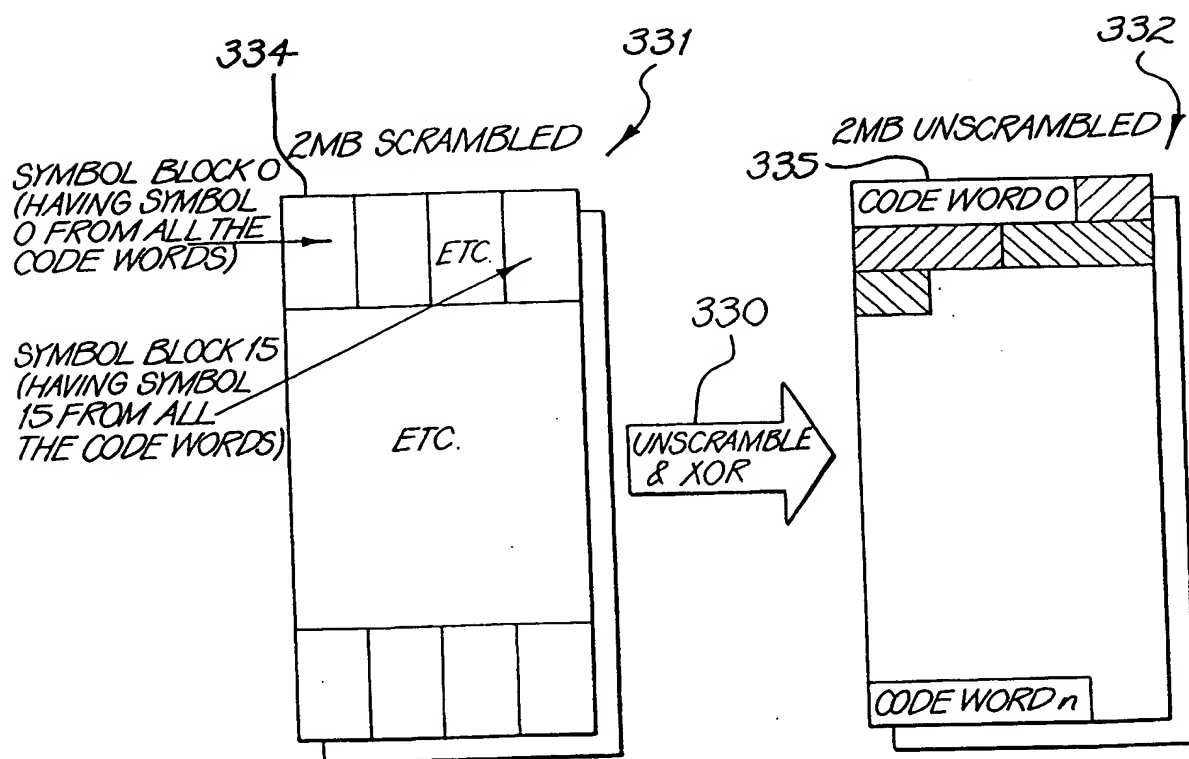 334
331
332
2MB SCRAMBLED
2MB UNSCRAMBLED
335
SYMBOL BLOCK 0
(HAVING SYMBOL
0 FROM ALL THE
CODE WORDS)
ETC.
CODE WORD 0
SYMBOL BLOCK 15
(HAVING SYMBOL
15 FROM ALL
THE CODE WORDS)
ETC.
330
UNSCRAMBLE
& XOR
CODE WORD n